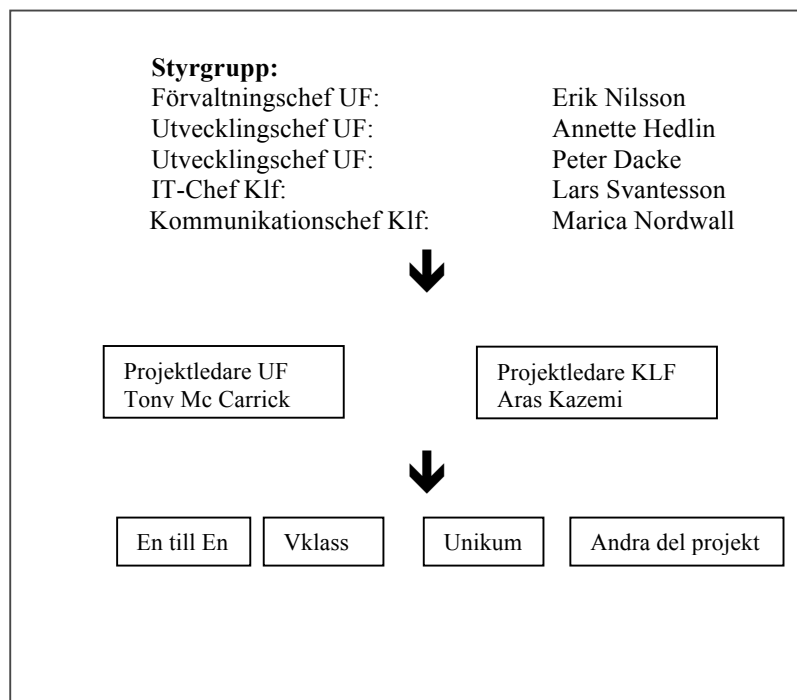 Styrgrupp:
Förvaltningschef UF: Erik Nilsson
Utvecklingschef UF: Annette Hedlin
Utvecklingschef UF: Peter Dacke
IT-Chef Klf: Lars Svantesson
Kommunikationschef Klf: Marica Nordwall
Projektledare UF
Tony Mc Carrick
Projektledare KLF
Aras Kazemi
En till En
Vklass
Unikum
Andra del projekt